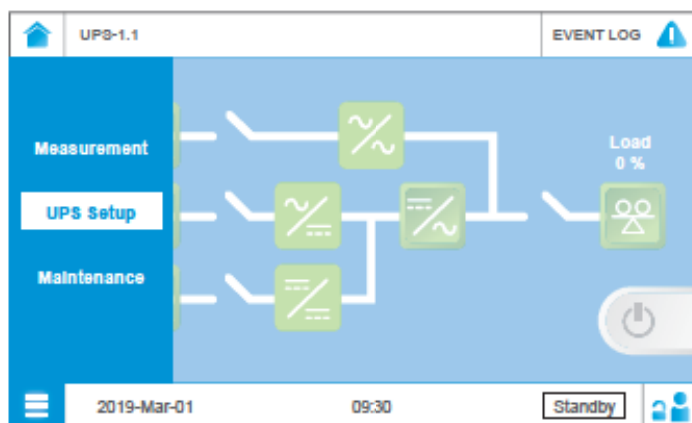 UPS-1.1
EVENT LOG
Measurement
UPS Setup
Maintenance
Load
0 %
2019-Mar-01
09:30
Standby